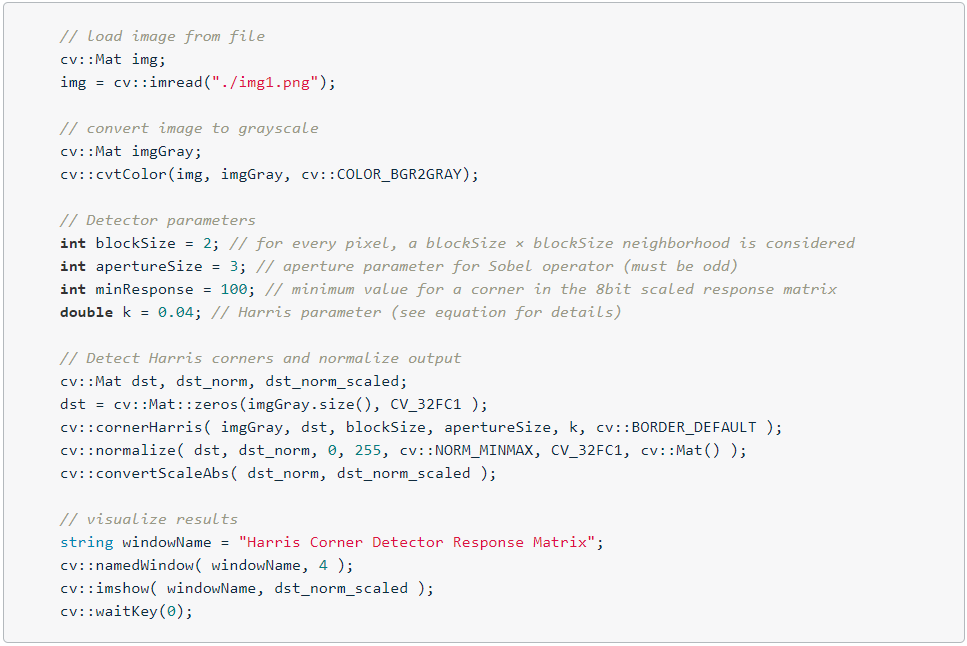 // load image from file
cv::Mat img;
img = cv::imread("./img1.png");
// convert image to grayscale
cv::Mat imgGray;
cv::cvtColor(img, imgGray, cv::COLOR_BGR2GRAY);
// Detector parameters
int blockSize = 2; // for every pixel, a blockSize × blockSize neighborhood is considered
int apertureSize = 3; // aperture parameter for Sobel operator (must be odd)
int minResponse = 100; // minimum value for a corner in the 8bit scaled response matrix
double k = 0.04; // Harris parameter (see equation for details)
// Detect Harris corners and normalize output
cv::Mat dst, dst_norm, dst_norm_scaled;
dst = cv::Mat::zeros(imgGray.size(), CV_32FC1 );
cv::cornerHarris( imgGray, dst, blockSize, apertureSize, k, cv::BORDER_DEFAULT );
cv::normalize( dst, dst_norm, 0, 255, cv::NORM_MINMAX, CV_32FC1, cv::Mat() );
cv::convertScaleAbs( dst_norm, dst_norm_scaled );
// visualize results
string windowName = "Harris Corner Detector Response Matrix";
cv::namedWindow( windowName, 4 );
cv::imshow( windowName, dst_norm_scaled );
cv::waitKey(0);